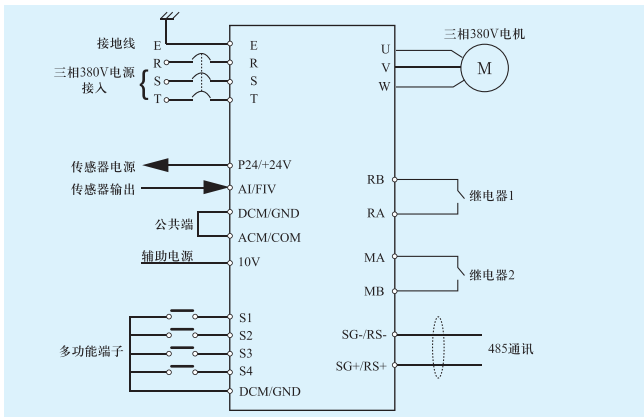 三相380V电机
接地线 E E U
R R V M
三相380V电源 S S W
接入 T T
传感器电源 P24/+24V
传感器输出 AI/FIV RB
继电器1
DCM/GND RA
公共端
ACM/COM
辅助电源 10V MA
继电器2
MB
S1
S2 SG-/RS-
多功能端子 S3 485通讯
S4 SG+/RS+
DCM/GND